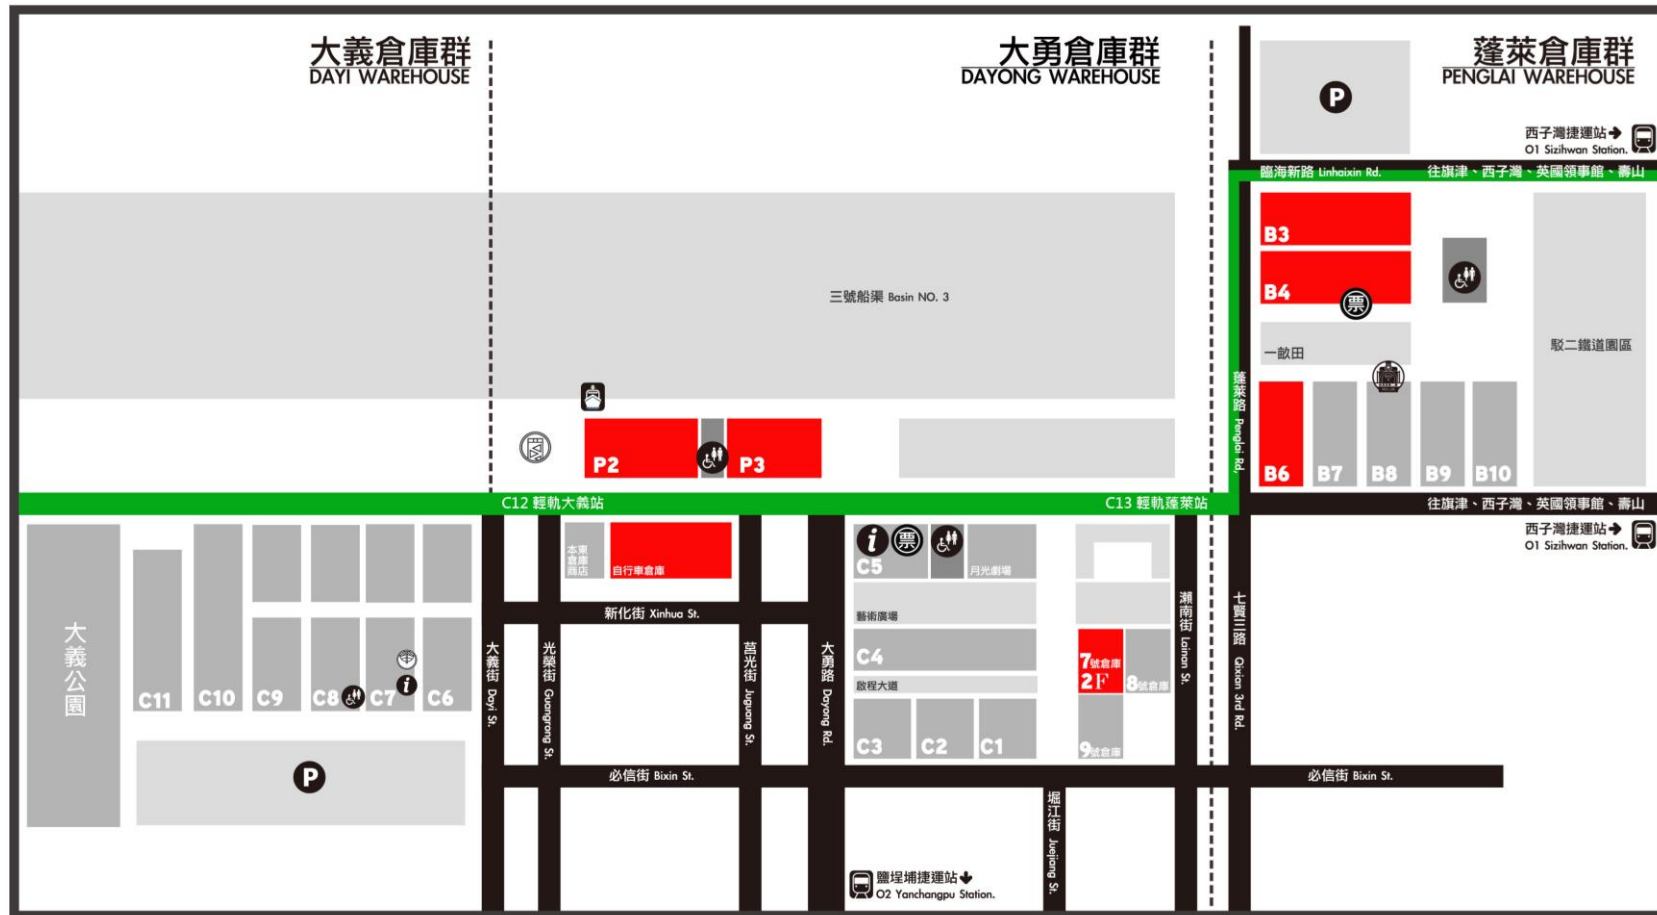 大義倉庫群
DAYI WAREHOUSE
大勇倉庫群
DAYONG WAREHOUSE
蓬萊倉庫群
PENGLAI WAREHOUSE
P
西子灣捷運站
O1 Sizihwan Station.
臨海新路 Linhaixin Rd.
往旗津、西子灣、英國領事館、壽山
B3
B4
票
三號船渠 Basin NO. 3
一畝田
駁二鐵道園區
蓬萊路 Penglai Rd,
P2
P3
B6
B7
B8
B9
B10
C12 輕軌大義站
C13 輕軌蓬萊站
往旗津、西子灣、英國領事館、壽山
西子灣捷運站
O1 Sizihwan Station.
本東倉庫商店
自行車倉庫
i
票
C5
月光劇場
新化街 Xinhua St.
藝術廣場
大義公園
C11
C10
C9
C8
C7
i
C6
大義街 Dayi St.
光榮街 Guangrong St.
莒光街 Juguang St.
大勇路 Dayong Rd.
C4
啟程大道
C3
C2
C1
7號倉庫
2F
8號倉庫
9號倉庫
瀨南街 Lainan St.
七賢三路 Qixian 3rd Rd.
P
必信街 Bixin St.
必信街 Bixin St.
堀江街 Juejiang St.
鹽埕埔捷運站
O2 Yanchangpu Station.